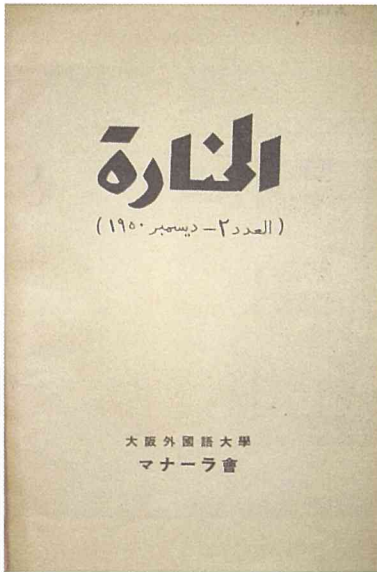 المنارة
(العدد ٢ – ديسمبر ١٩٥٠)
大阪外國語大學
マナーラ會